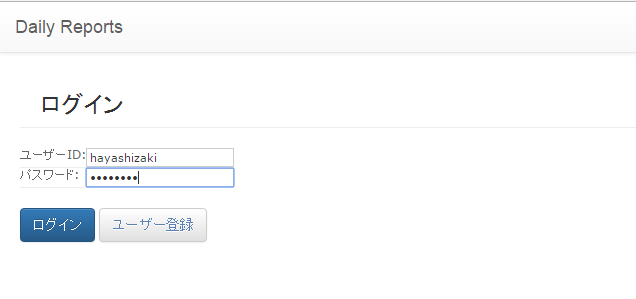 Daily Reports
ログイン
ユーザーID: hayashizaki
パスワード: ••••••••
ログイン ユーザー登録